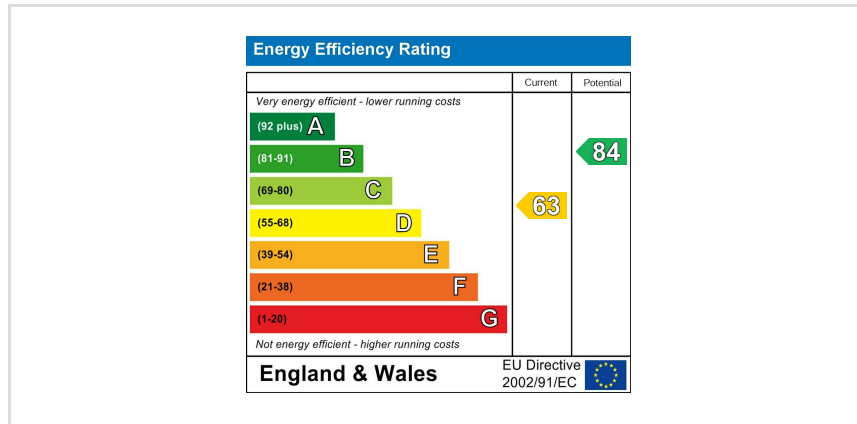 Energy Efficiency Rating
Current Potential
Very energy efficient - lower running costs
(92 plus) A
(81-91) B
84
(69-80) C
63
(55-68) D
(39-54) E
(21-38) F
(1-20) G
Not energy efficient - higher running costs
England & Wales
EU Directive
2002/91/EC